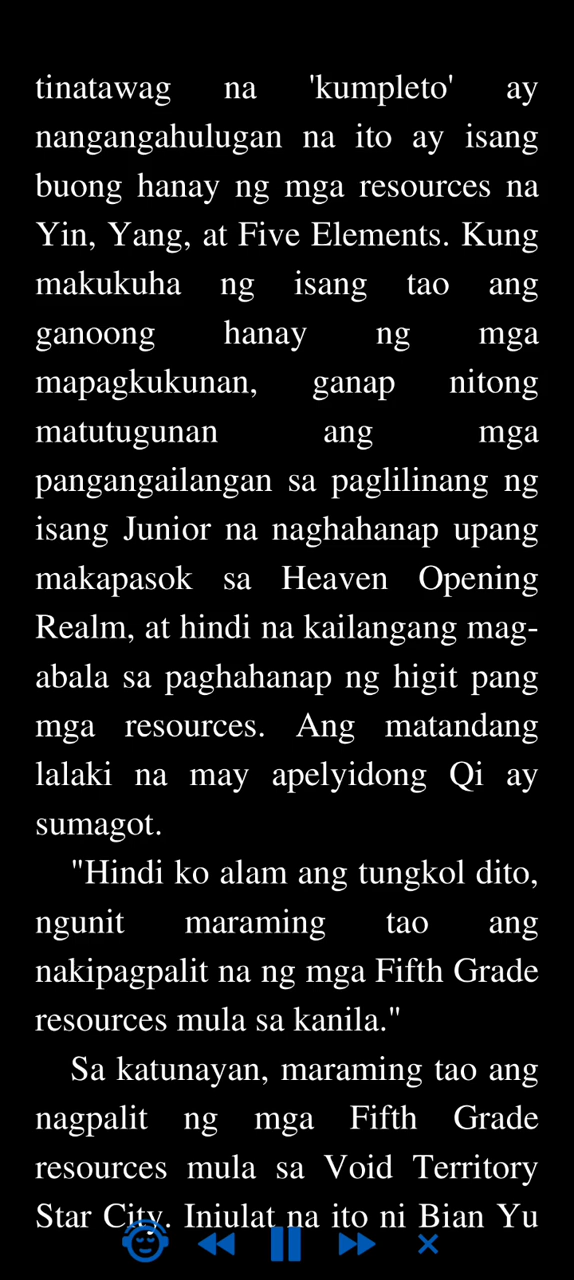 tinatawag na 'kumpleto' ay
nangangahulugan na ito ay isang
buong hanay ng mga resources na
Yin, Yang, at Five Elements. Kung
makukuha ng isang tao ang
ganoong hanay ng mga
mapagkukunan, ganap nitong
matutugunan ang mga
pangangailangan sa paglilinang ng
isang Junior na naghahanap upang
makapasok sa Heaven Opening
Realm, at hindi na kailangang mag-
abala sa paghahanap ng higit pang
mga resources. Ang matandang
lalaki na may apelyidong Qi ay
sumagot.
"Hindi ko alam ang tungkol dito,
ngunit maraming tao ang
nakipagpalit na ng mga Fifth Grade
resources mula sa kanila."
Sa katunayan, maraming tao ang
nagpalit ng mga Fifth Grade
resources mula sa Void Territory
Star City. Iniulat na ito ni Bian Yu